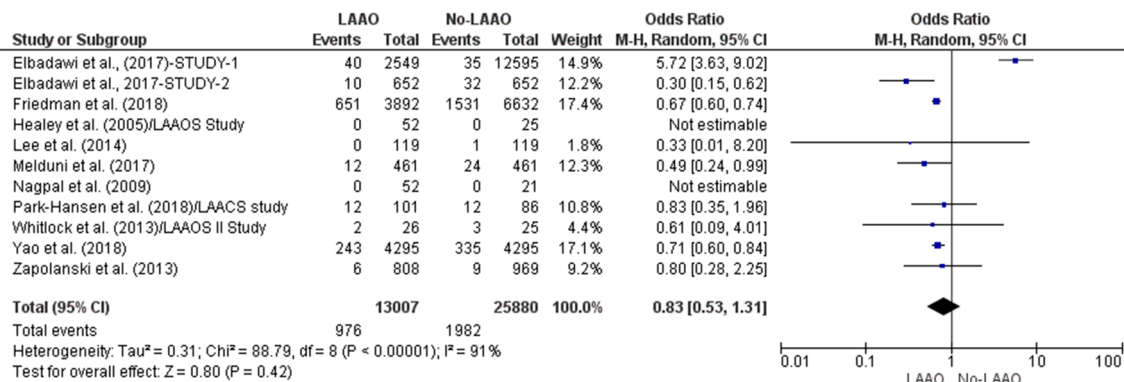 LAAO No-LAAO Odds Ratio Odds Ratio
Study or Subgroup Events Total Events Total Weight M-H, Random, 95% CI M-H, Random, 95% CI
Elbadawi et al., (2017)-STUDY-1 40 2549 35 12595 14.9% 5.72 [3.63, 9.02]
Elbadawi et al., 2017-STUDY-2 10 652 32 652 12.2% 0.30 [0.15, 0.62]
Friedman et al. (2018) 651 3892 1531 6632 17.4% 0.67 [0.60, 0.74]
Healey et al. (2005)/LAAOS Study 0 52 0 25 Not estimable
Lee et al. (2014) 0 119 1 119 1.8% 0.33 [0.01, 8.20]
Melduni et al. (2017) 12 461 24 461 12.3% 0.49 [0.24, 0.99]
Nagpal et al. (2009) 0 52 0 21 Not estimable
Park-Hansen et al. (2018)/LAACS study 12 101 12 86 10.8% 0.83 [0.35, 1.96]
Whitlock et al. (2013)/LAAOS II Study 2 26 3 25 4.4% 0.61 [0.09, 4.01]
Yao et al. (2018) 243 4295 335 4295 17.1% 0.71 [0.60, 0.84]
Zapolanski et al. (2013) 6 808 9 969 9.2% 0.80 [0.28, 2.25]
Total (95% CI) 13007 25880 100.0% 0.83 [0.53, 1.31]
Total events 976 1982
Heterogeneity: Tau² = 0.31; Chi² = 88.79, df = 8 (P < 0.00001); I² = 91%
Test for overall effect: Z = 0.80 (P = 0.42)
0.01 0.1 1 10 100
LAAO No-LAAO